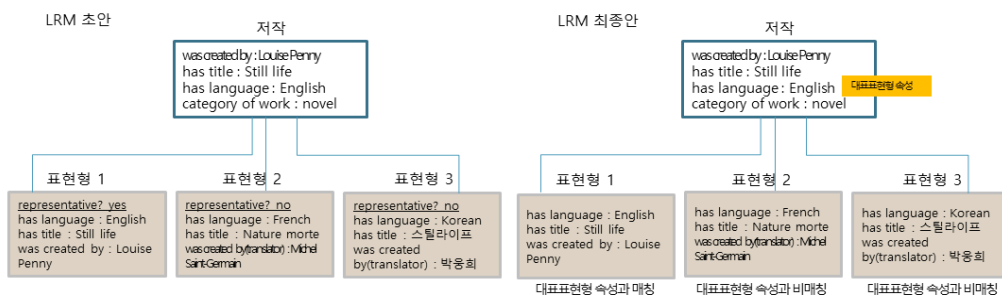 LRM 초안
저작
was created by : Louise Penny
has title : Still life
has language : English
category of work : novel
표현형 1
representative? yes
has language : English
has title : Still life
was created by : Louise
Penny
표현형 2
representative? no
has language : French
has title : Nature morte
was created by(translator) : Michel
Saint-Germain
표현형 3
representative? no
has language : Korean
has title : 스틸라이프
was created
by(translator) : 박웅희
LRM 최종안
저작
was created by : Louise Penny
has title : Still life
has language : English
category of work : novel
대표표현형 속성
표현형 1
has language : English
has title : Still life
was created by : Louise
Penny
대표표현형 속성과 매칭
표현형 2
has language : French
has title : Nature morte
was created by(translator) : Michel
Saint-Germain
대표표현형 속성과 비매칭
표현형 3
has language : Korean
has title : 스틸라이프
was created
by(translator) : 박웅희
대표표현형 속성과 비매칭